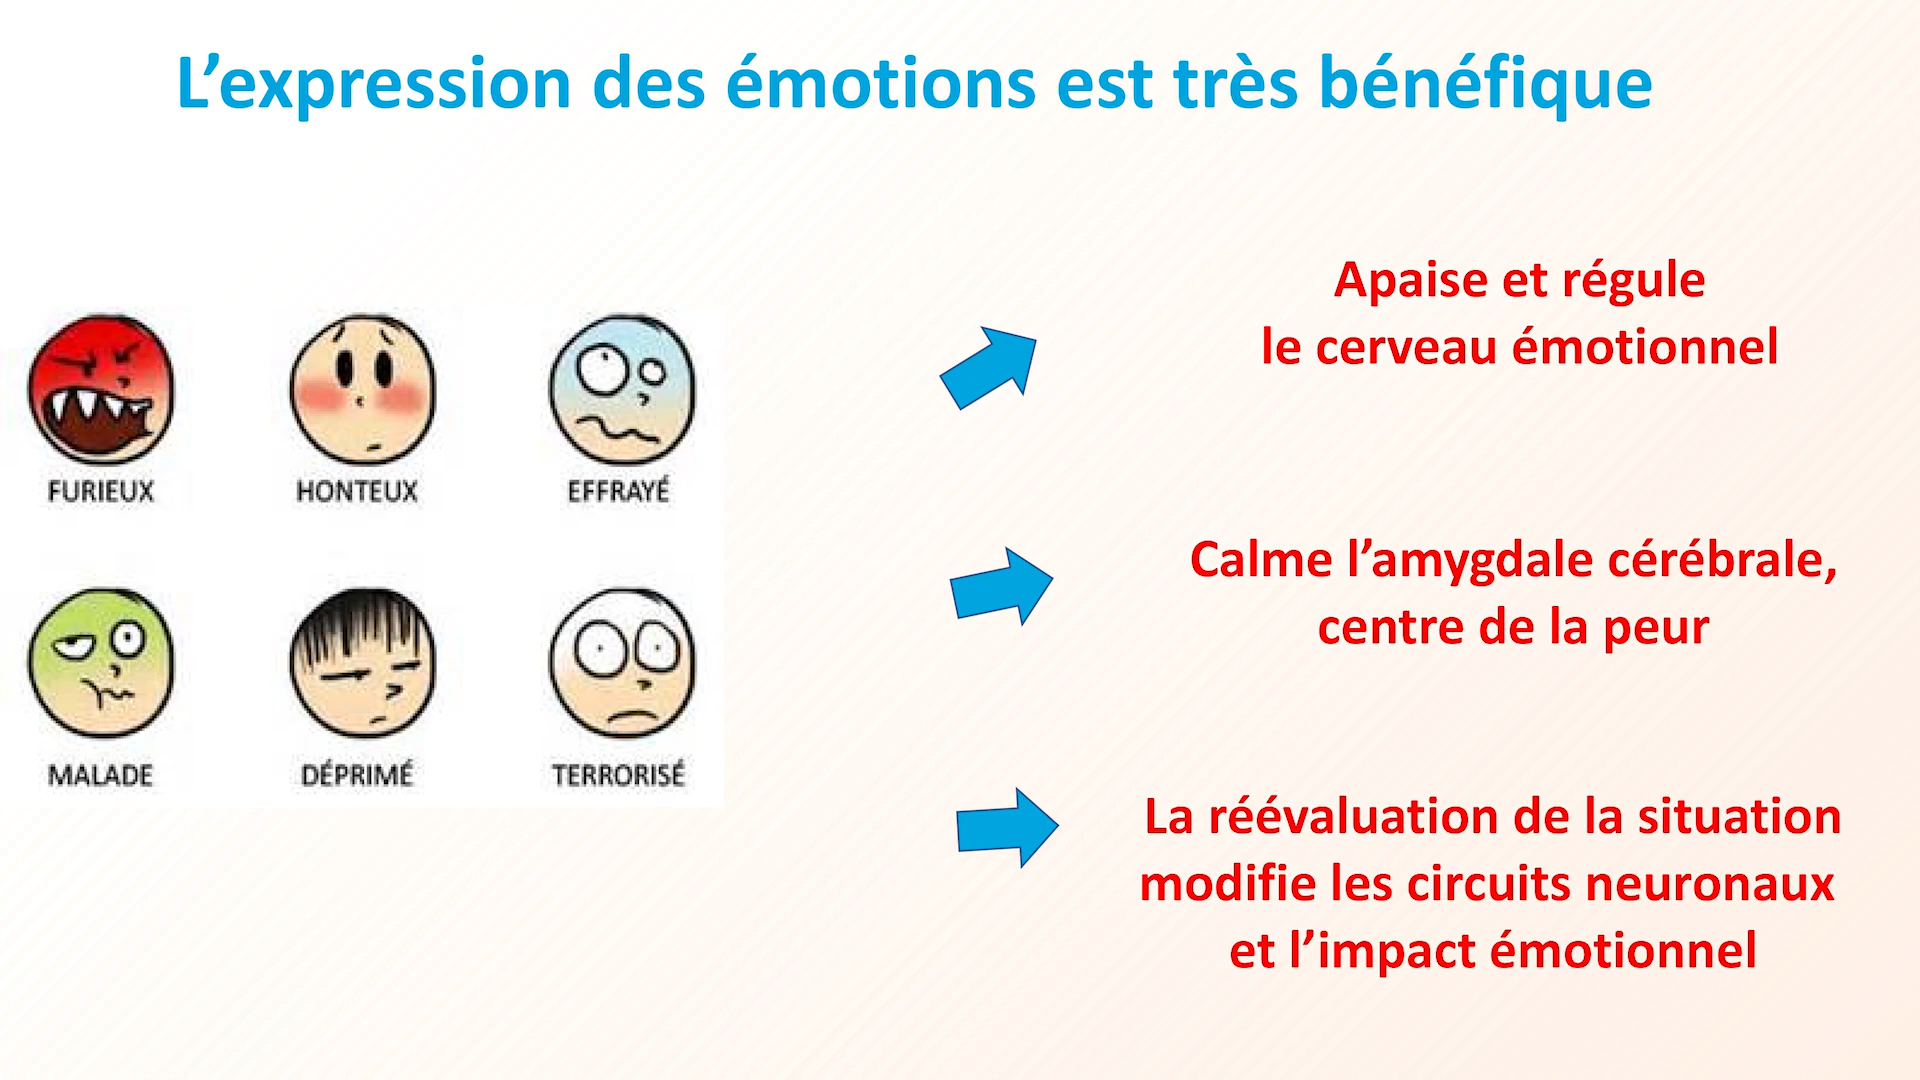 L’expression des émotions est très bénéfique
FURIEUX
HONTEUX
EFFRAYÉ
MALADE
DÉPRIMÉ
TERRORISÉ
Apaise et régule
le cerveau émotionnel
Calme l’amygdale cérébrale,
centre de la peur
La réévaluation de la situation
modifie les circuits neuronaux
et l’impact émotionnel